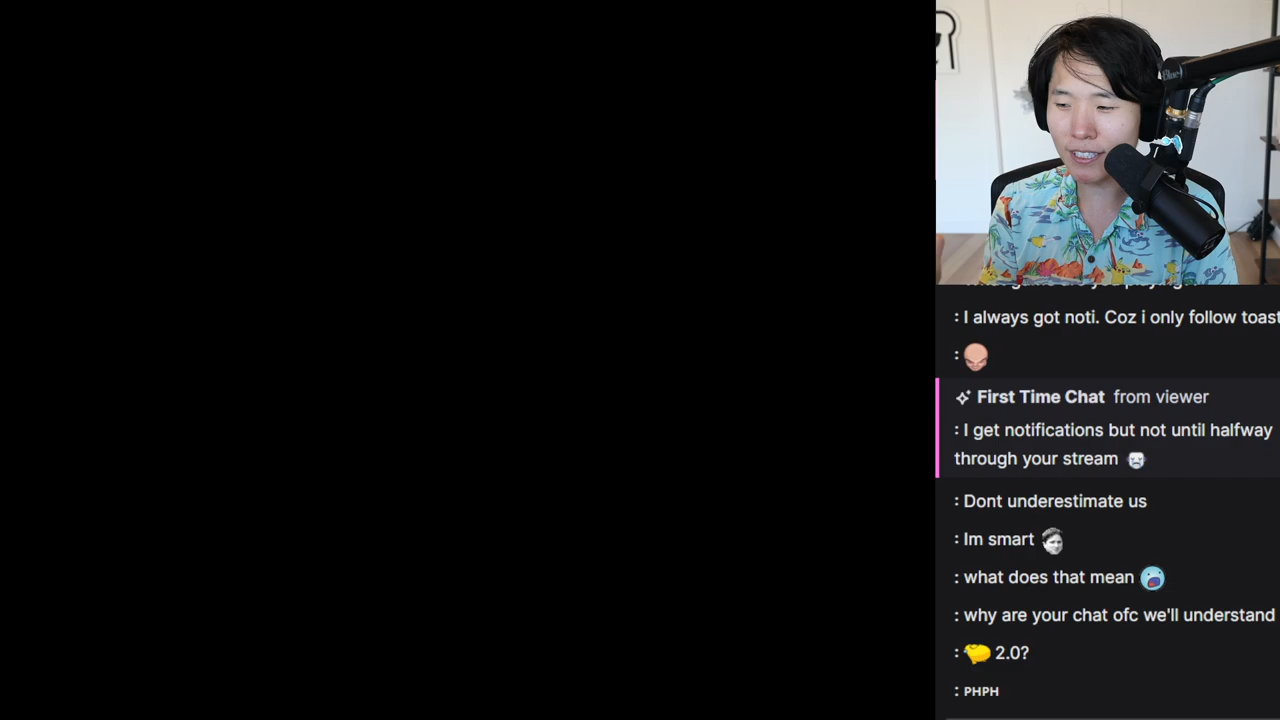 : I always got noti. Coz i only follow toast
:
First Time Chat from viewer
: I get notifications but not until halfway
through your stream
: Dont underestimate us
: Im smart
: what does that mean
: why are your chat ofc we'll understand
: 2.0?
: PHPH